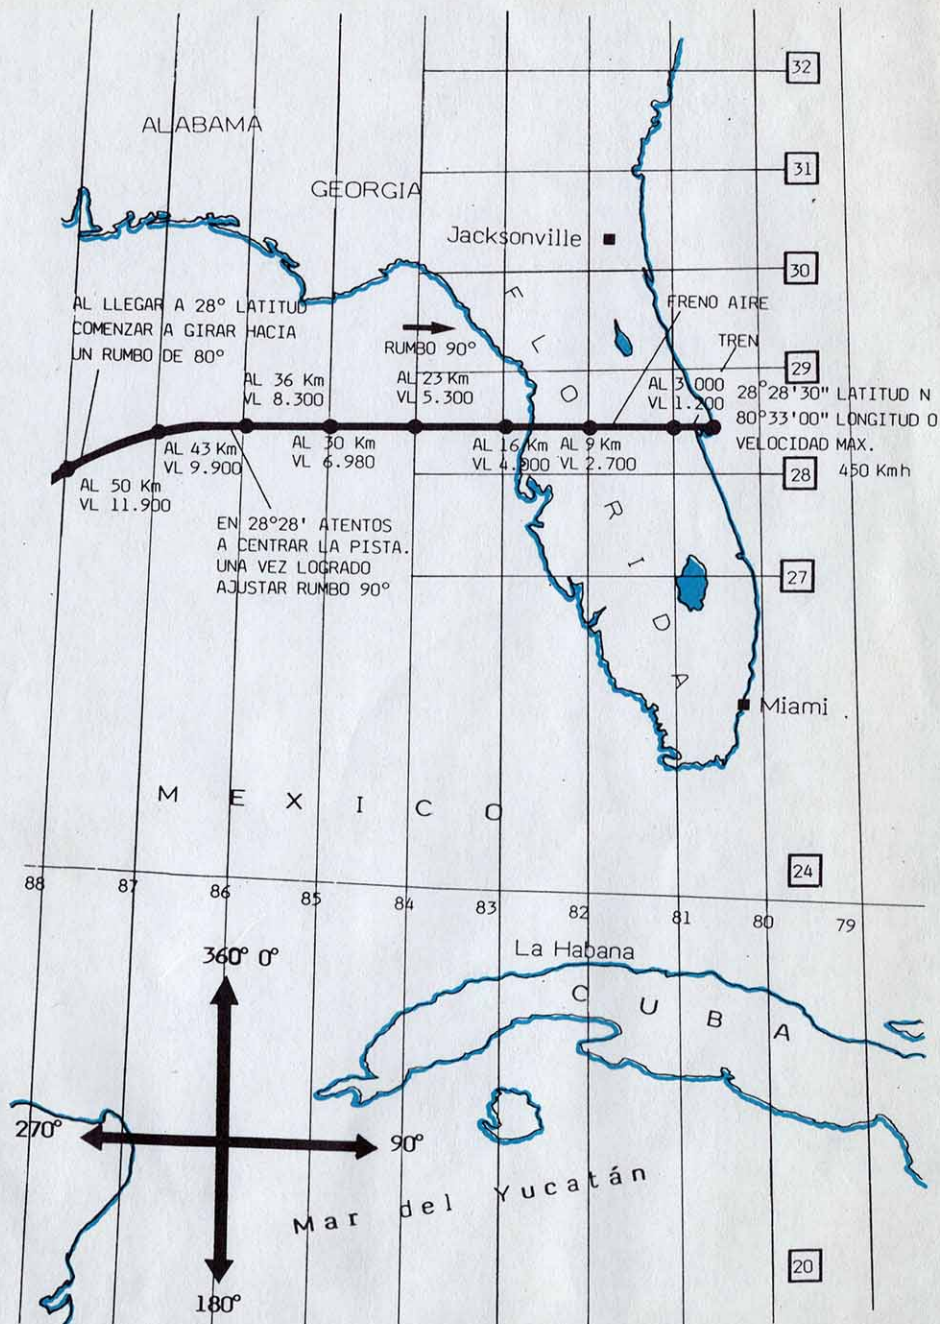 32
ALABAMA
31
GEORGIA
Jacksonville
30
AL LLEGAR A 28° LATITUD
COMENZAR A GIRAR HACIA
UN RUMBO DE 80°
FRENO AIRE
RUMBO 90°
TREN
29
AL 36 Km
VL 8.300
AL 23 Km
VL 5.300
AL 3.000
VL 1.200
28°28'30" LATITUD N
80°33'00" LONGITUD O
VELOCIDAD MAX.
450 Kmh
AL 43 Km
VL 9.900
AL 30 Km
VL 6.980
AL 16 Km
VL 4.000
AL 9 Km
VL 2.700
28
AL 50 Km
VL 11.900
EN 28°28' ATENTOS
A CENTRAR LA PISTA.
UNA VEZ LOGRADO
AJUSTAR RUMBO 90°
27
FLORIDA
Miami
MEXICO
24
88 87 86 85 84 83 82 81 80 79
La Habana
CUBA
360° 0°
270°
90°
180°
Mar del Yucatán
20